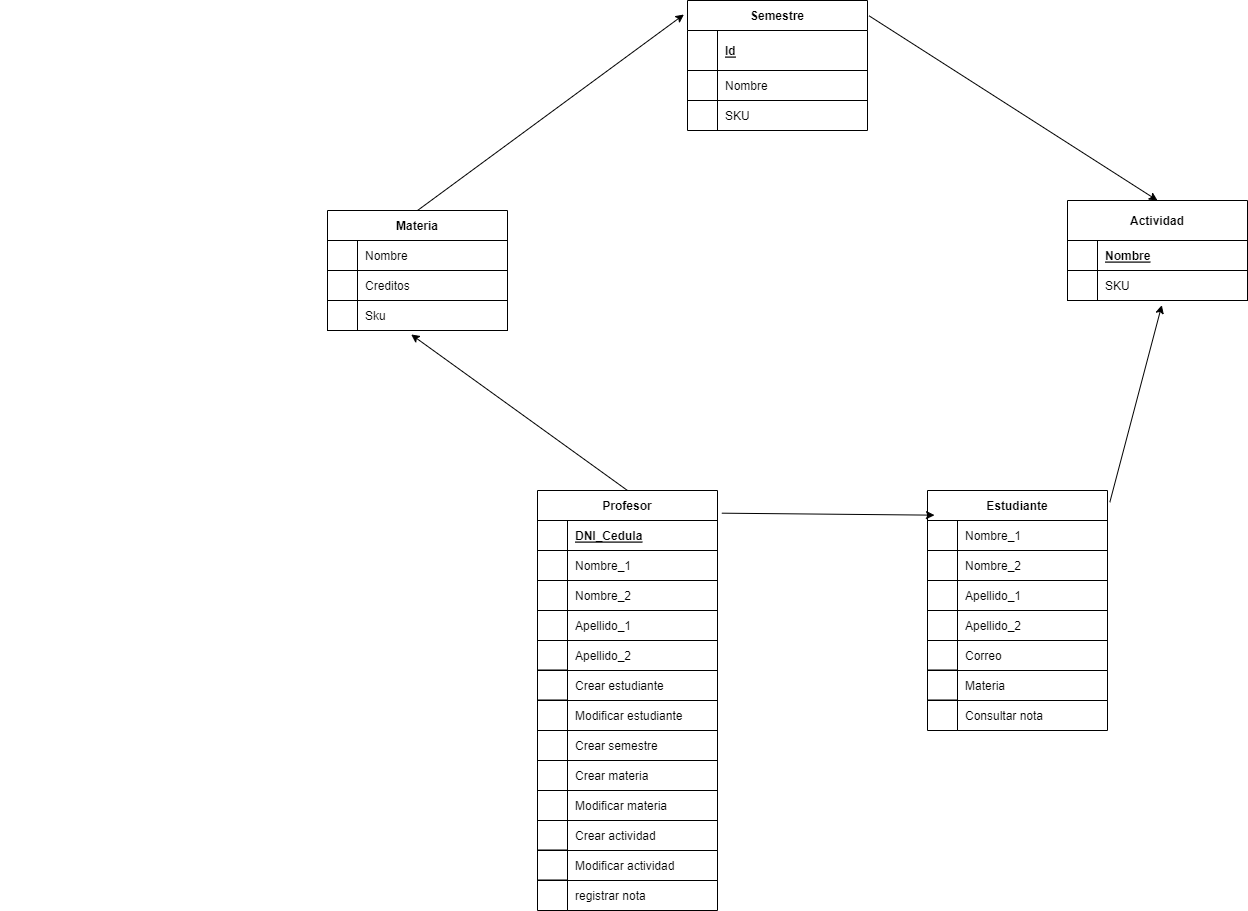 Semestre
Id
Nombre
SKU
Materia
Nombre
Creditos
Sku
Actividad
Nombre
SKU
Profesor
DNI_Cedula
Nombre_1
Nombre_2
Apellido_1
Apellido_2
Crear estudiante
Modificar estudiante
Crear semestre
Crear materia
Modificar materia
Crear actividad
Modificar actividad
registrar nota
Estudiante
Nombre_1
Nombre_2
Apellido_1
Apellido_2
Correo
Materia
Consultar nota